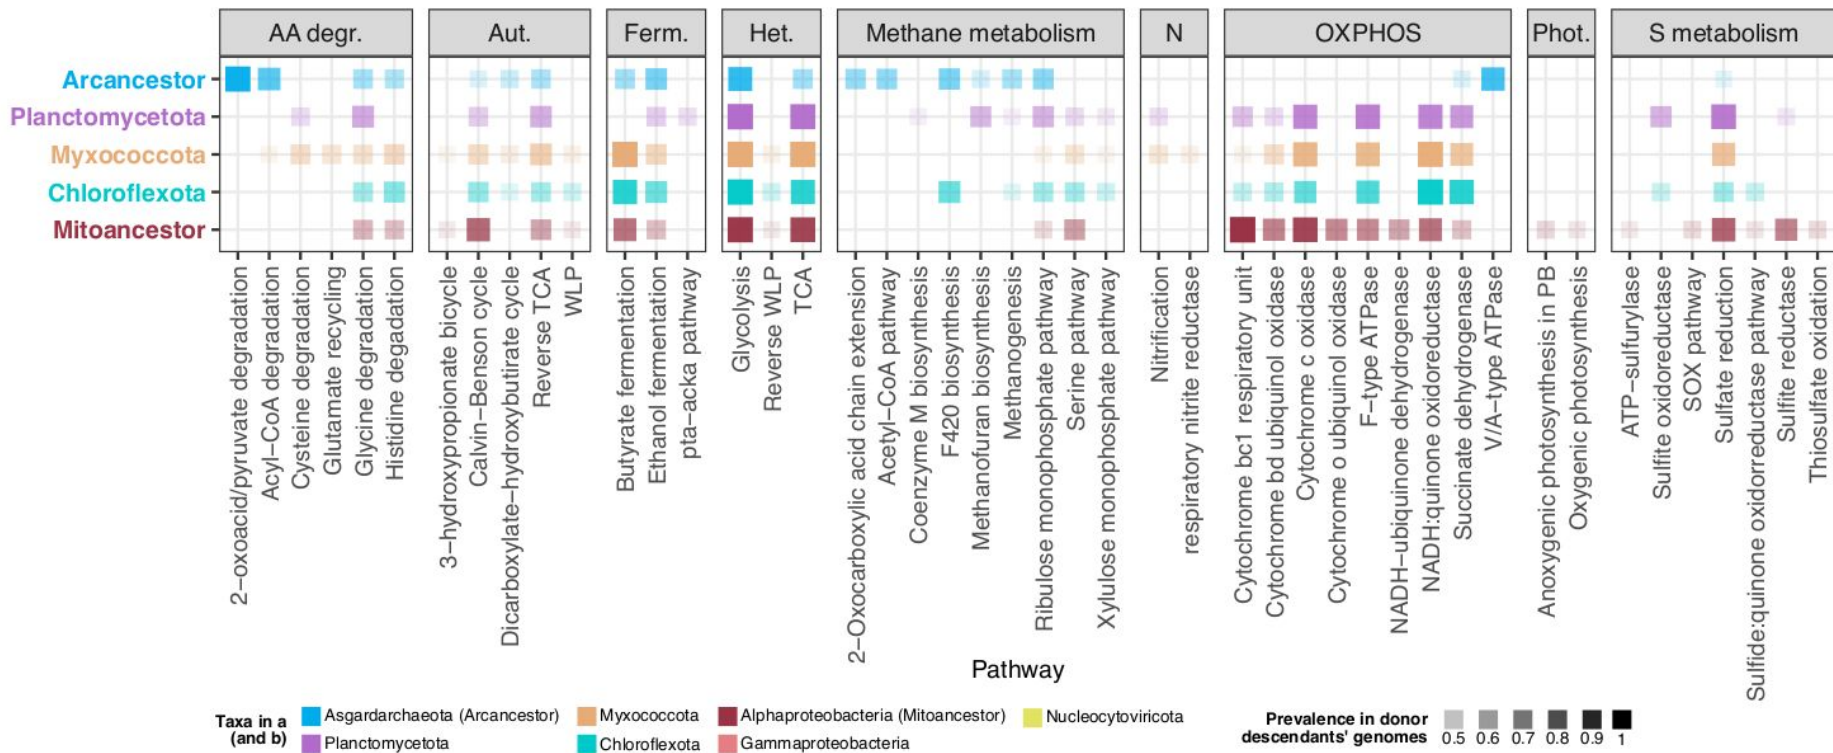 AA degr. Aut. Ferm. Het. Methane metabolism N OXPHOS Phot. S metabolism
Arcancestor
Planctomycetota
Myxococcota
Chloroflexota
Mitoancestor
2−oxoacid/pyruvate degradation
Acyl−CoA degradation
Cysteine degradation
Glutamate recycling
Glycine degradation
Histidine degadation
3−hydroxypropionate bicycle
Calvin−Benson cycle
Dicarboxylate−hydroxybutirate cycle
Reverse TCA
WLP
Butyrate fermentation
Ethanol fermentation
pta−acka pathway
Glycolysis
Reverse WLP
TCA
2−Oxocarboxylic acid chain extension
Acetyl−CoA pathway
Coenzyme M biosynthesis
F420 biosynthesis
Methanofuran biosynthesis
Methanogenesis
Ribulose monophosphate pathway
Serine pathway
Xylulose monophosphate pathway
Nitrification
respiratory nitrite reductase
Cytochrome bc1 respiratory unit
Cytochrome bd ubiquinol oxidase
Cytochrome c oxidase
Cytochrome o ubiquinol oxidase
F−type ATPase
NADH−ubiquinone dehydrogenase
NADH:quinone oxidoreductase
Succinate dehydrogenase
V/A−type ATPase
Anoxygenic photosynthesis in PB
Oxygenic photosynthesis
ATP−sulfurylase
Sulfite oxidoreductase
SOX pathway
Sulfate reduction
Sulfide:quinone oxidorreductase pathway
Sulfite reductase
Thiosulfate oxidation
Pathway
Taxa in a
(and b)
Asgardarchaeota (Arcancestor) Myxococcota Alphaproteobacteria (Mitoancestor) Nucleocytoviricota
Planctomycetota Chloroflexota Gammaproteobacteria
Prevalence in donor
descendants' genomes
0.5 0.6 0.7 0.8 0.9 1